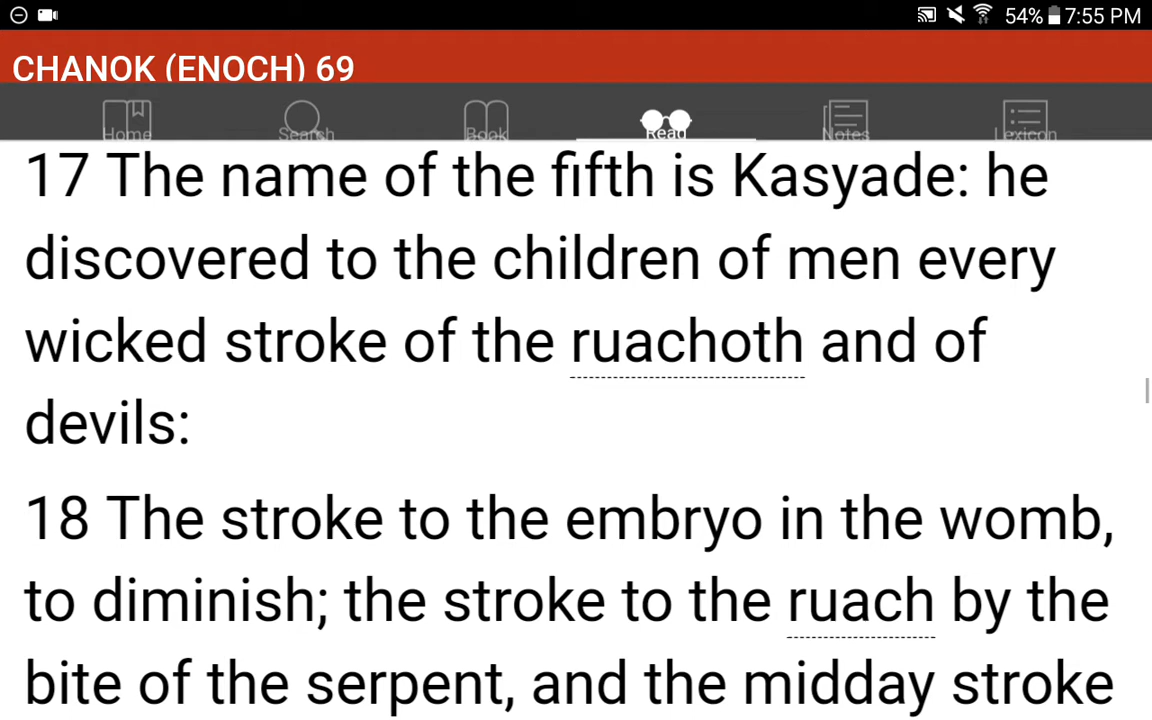 54% 7:55 PM
CHANOK (ENOCH) 69
Home Search Book Read Notes Lexicon
17 The name of the fifth is Kasyade: he
discovered to the children of men every
wicked stroke of the ruachoth and of
devils:
18 The stroke to the embryo in the womb,
to diminish; the stroke to the ruach by the
bite of the serpent, and the midday stroke